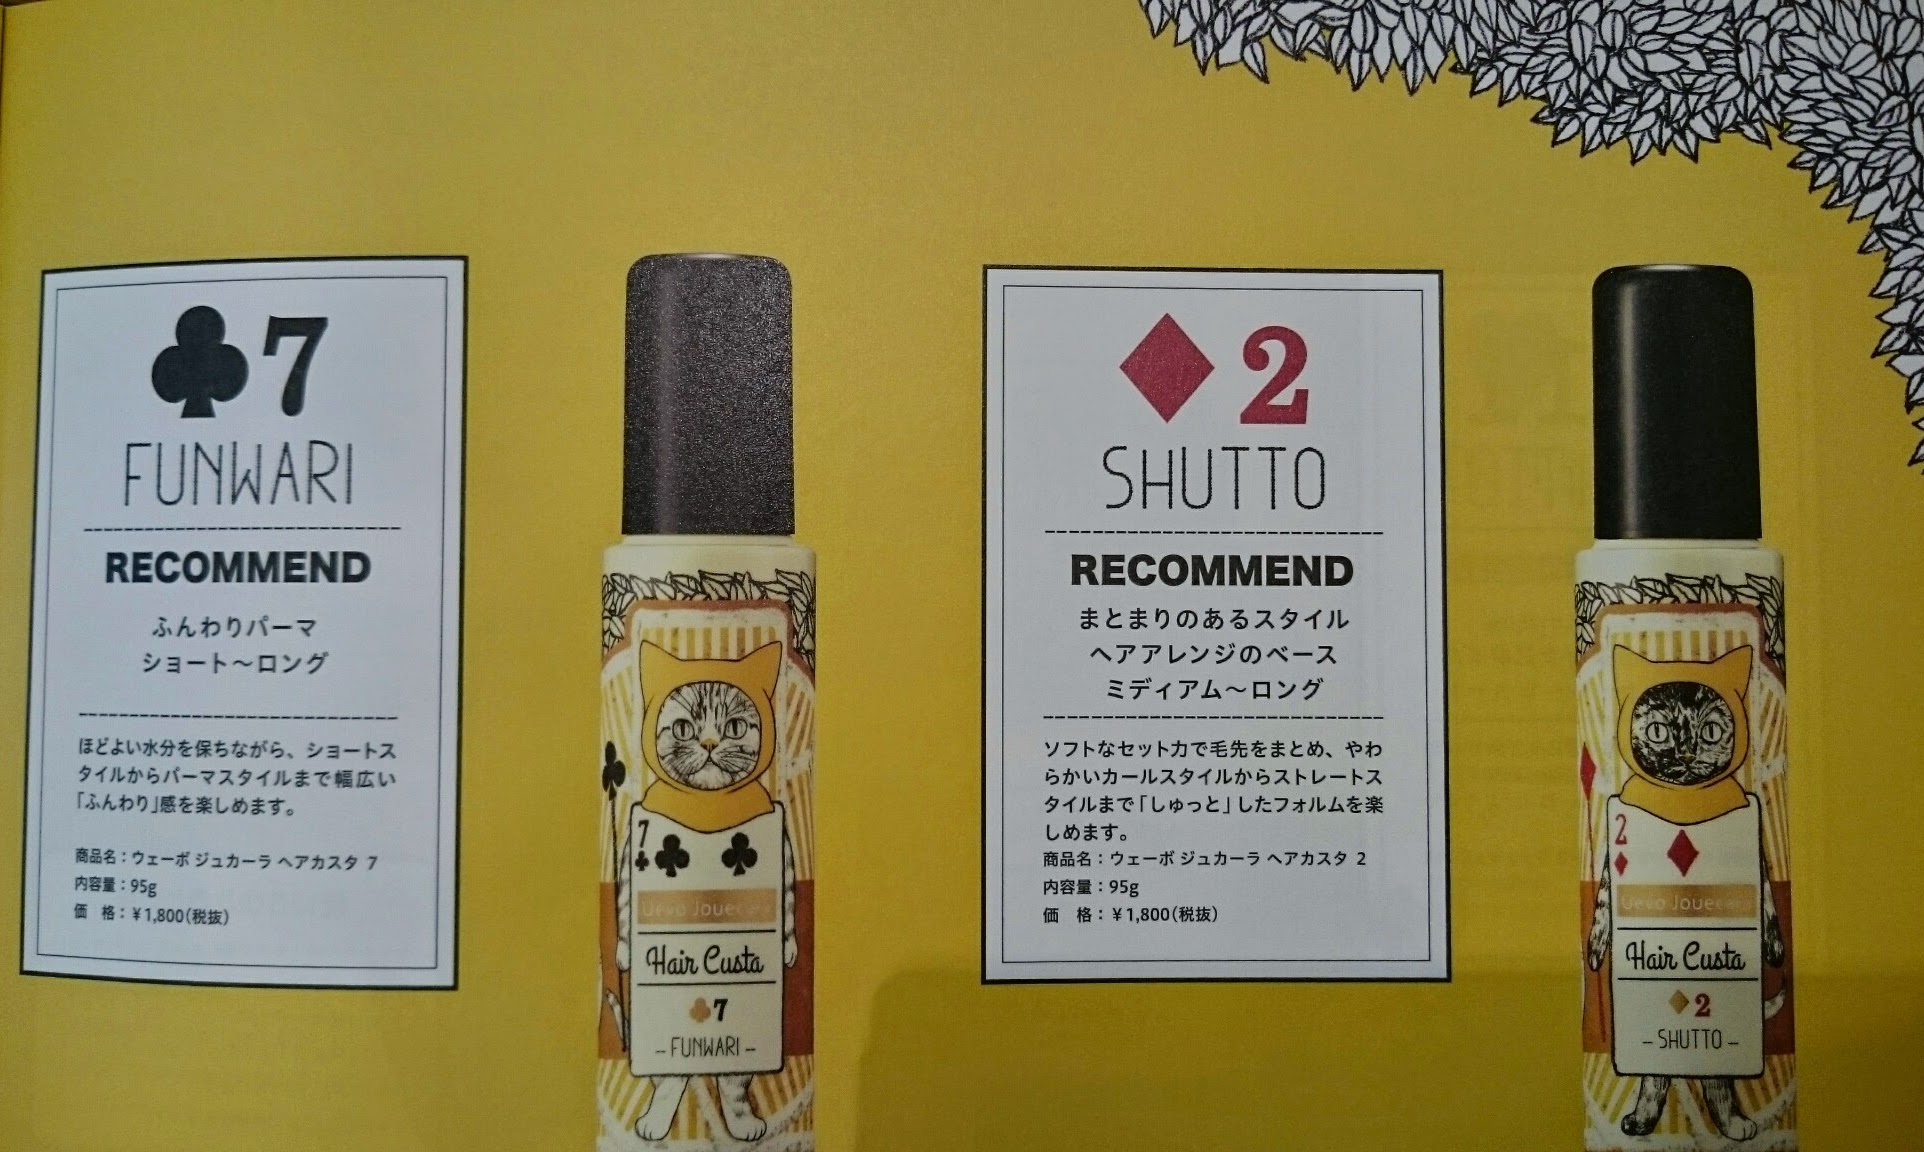 ♣7
FUNWARI
RECOMMEND
ふんわりパーマ
ショート～ロング
ほどよい水分を保ちながら、ショートス
タイルからパーマスタイルまで幅広い
「ふんわり」感を楽しめます。
商品名：ウェーボ ジュカーラ ヘアカスタ 7
内容量：95g
価　格：￥1,800(税抜)
7
♣
Uevo Jouecara
Hair Custa
♣7
– FUNWARI –
♦2
SHUTTO
RECOMMEND
まとまりのあるスタイル
ヘアアレンジのベース
ミディアム～ロング
ソフトなセット力で毛先をまとめ、やわ
らかいカールスタイルからストレートス
タイルまで「しゅっと」したフォルムを楽
しめます。
商品名：ウェーボ ジュカーラ ヘアカスタ 2
内容量：95g
価　格：￥1,800(税抜)
2
♦
Uevo Jouecara
Hair Custa
♦2
– SHUTTO –